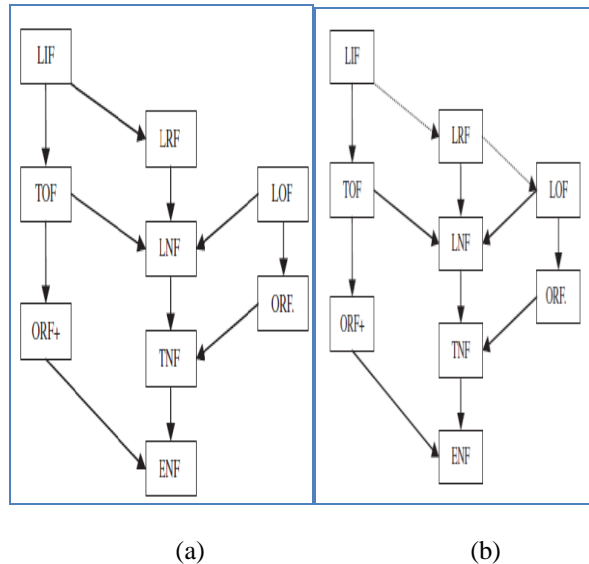 LIF
LRF
TOF
LOF
LNF
ORF.
ORF+
TNF
ENF
(a)
LIF
LRF
TOF
LOF
LNF
ORF.
ORF+
TNF
ENF
(b)